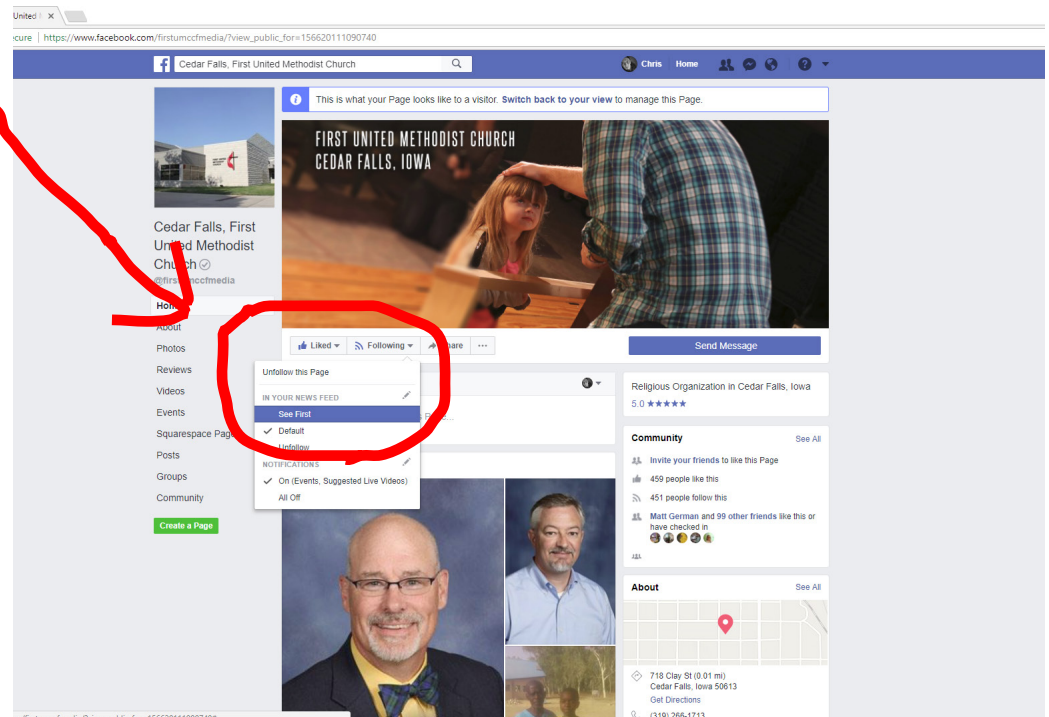 United
cure | https://www.facebook.com/firstumccfmedia/?view_public_for=156620111090740
Cedar Falls, First United Methodist Church
Chris Home
This is what your Page looks like to a visitor. Switch back to your view to manage this Page.
FIRST UNITED METHODIST CHURCH
CEDAR FALLS, IOWA
Cedar Falls, First
United Methodist
Church
@firstumccfmedia
Home
About
Photos
Reviews
Videos
Events
Squarespace Page
Posts
Groups
Community
Create a Page
Liked Following Share ...
Send Message
Unfollow this Page
IN YOUR NEWS FEED
See First
Default
Unfollow
NOTIFICATIONS
On (Events, Suggested Live Videos)
All Off
Religious Organization in Cedar Falls, Iowa
5.0 ★★★★★
Community See All
Invite your friends to like this Page
459 people like this
451 people follow this
Matt German and 99 other friends like this or
have checked in
About See All
718 Clay St (0.01 mi)
Cedar Falls, Iowa 50613
Get Directions
(319) 266-1713